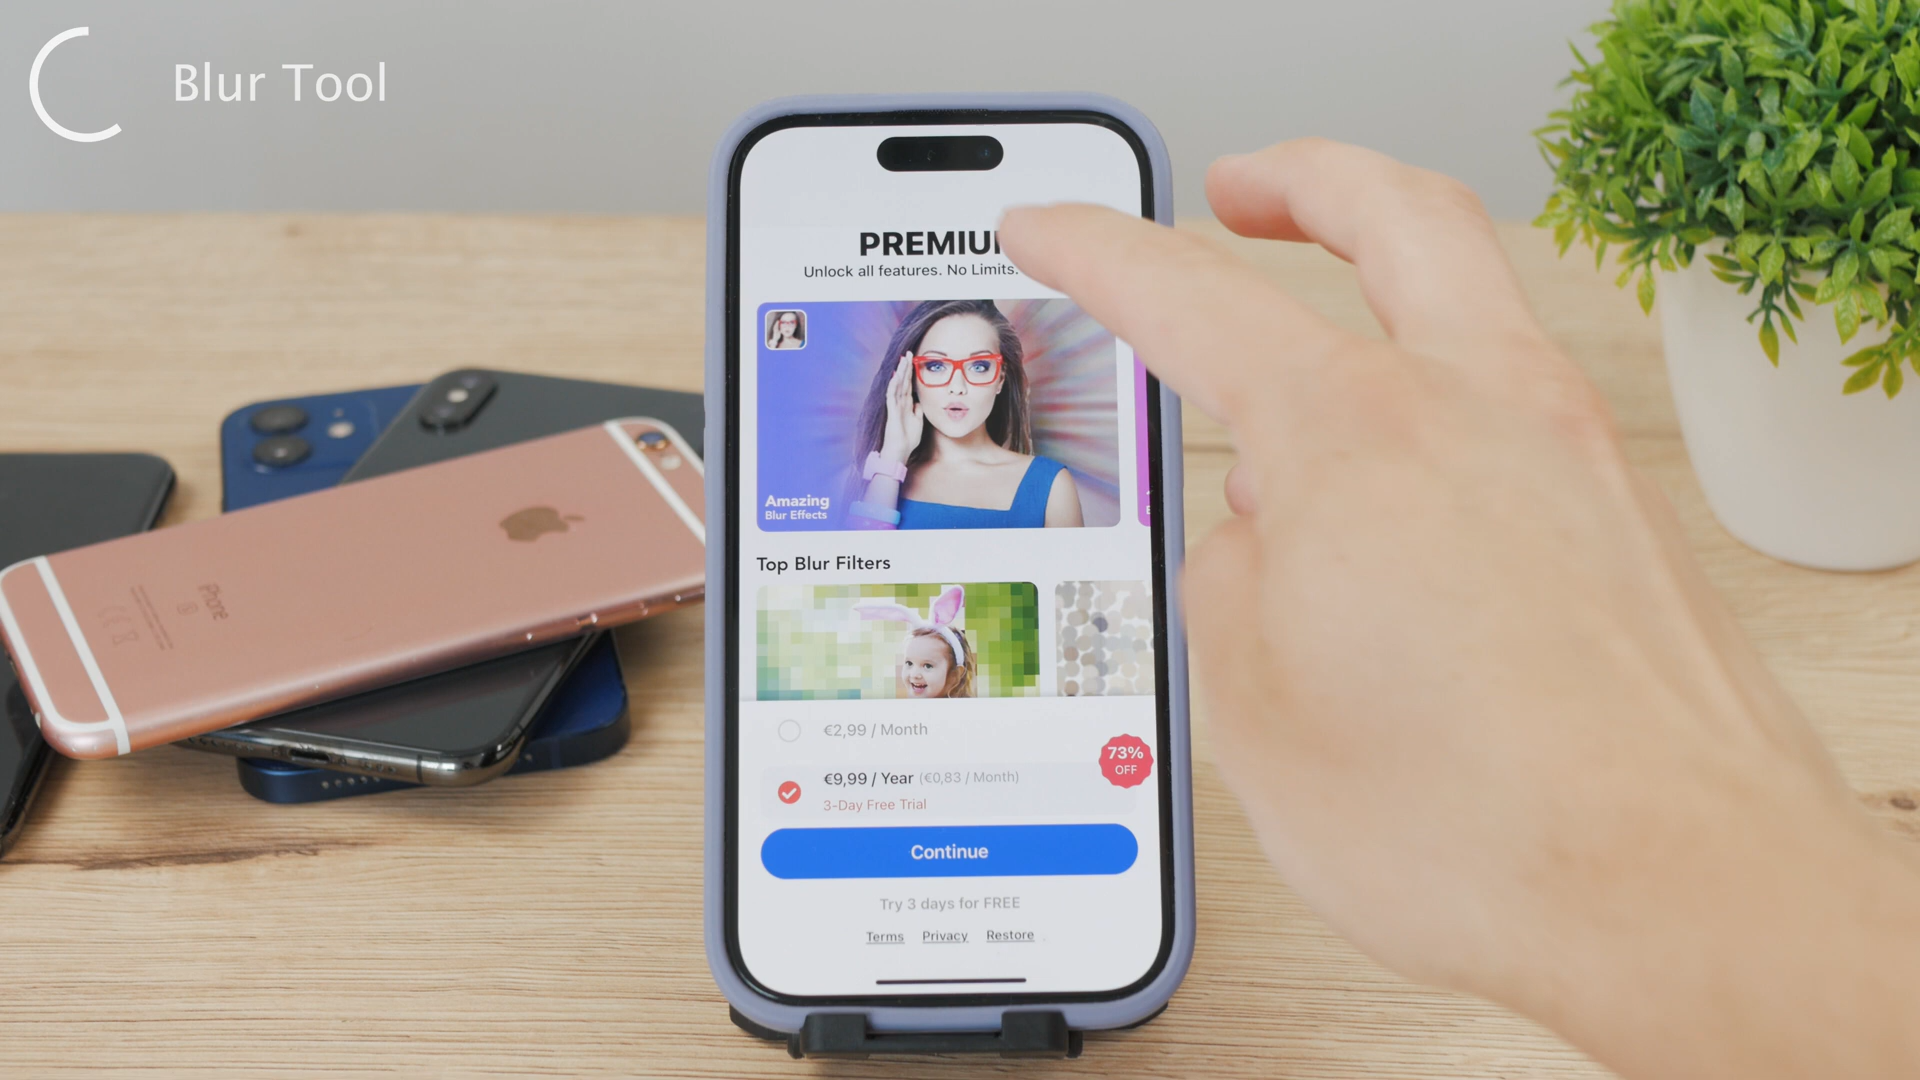 Blur Tool
PREMIU
Unlock all features. No Limits.
Amazing
Blur Effects
Top Blur Filters
€2,99 / Month
€9,99 / Year (€0,83 / Month)
3-Day Free Trial
73%
OFF
Continue
Try 3 days for FREE
Terms Privacy Restore
iPhone